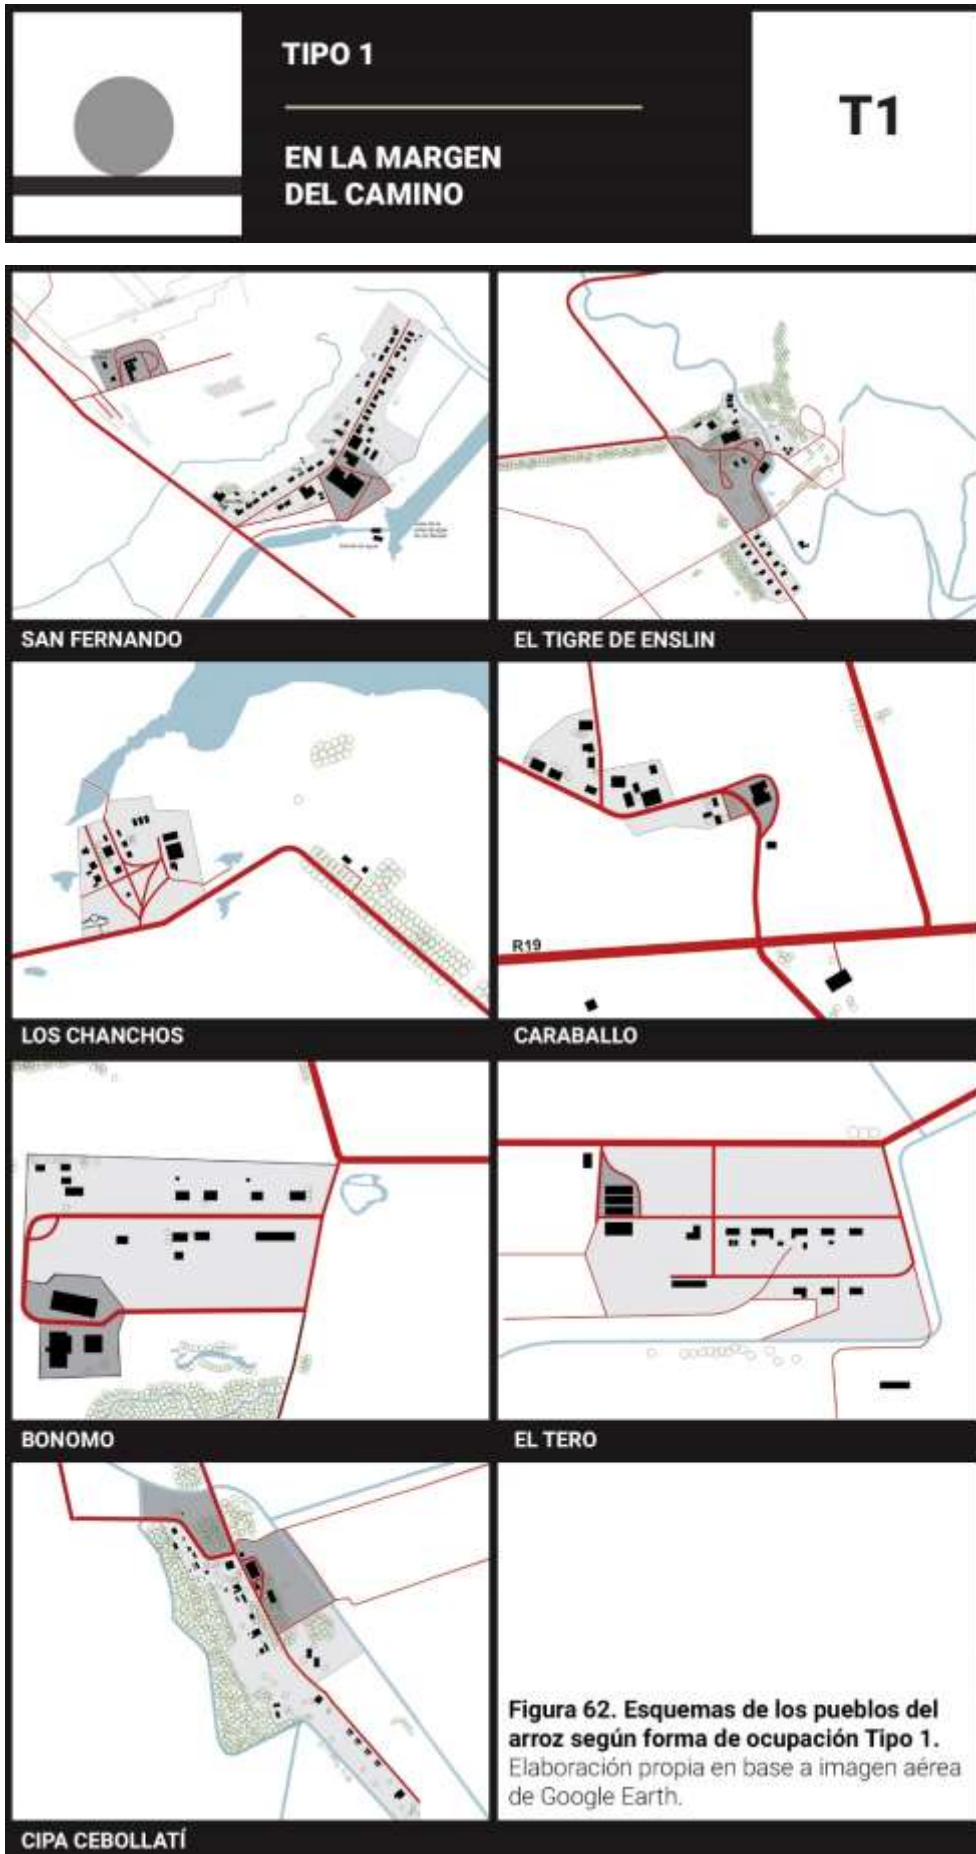 TIPO 1
EN LA MARGEN
DEL CAMINO
T1
SAN FERNANDO
EL TIGRE DE ENSLIN
R19
LOS CHANCHOS
CARABALLO
BONOMO
EL TERO
Figura 62. Esquemas de los pueblos del
arroz según forma de ocupación Tipo 1.
Elaboración propia en base a imagen aérea
de Google Earth.
CIPA CEBOLLATÍ